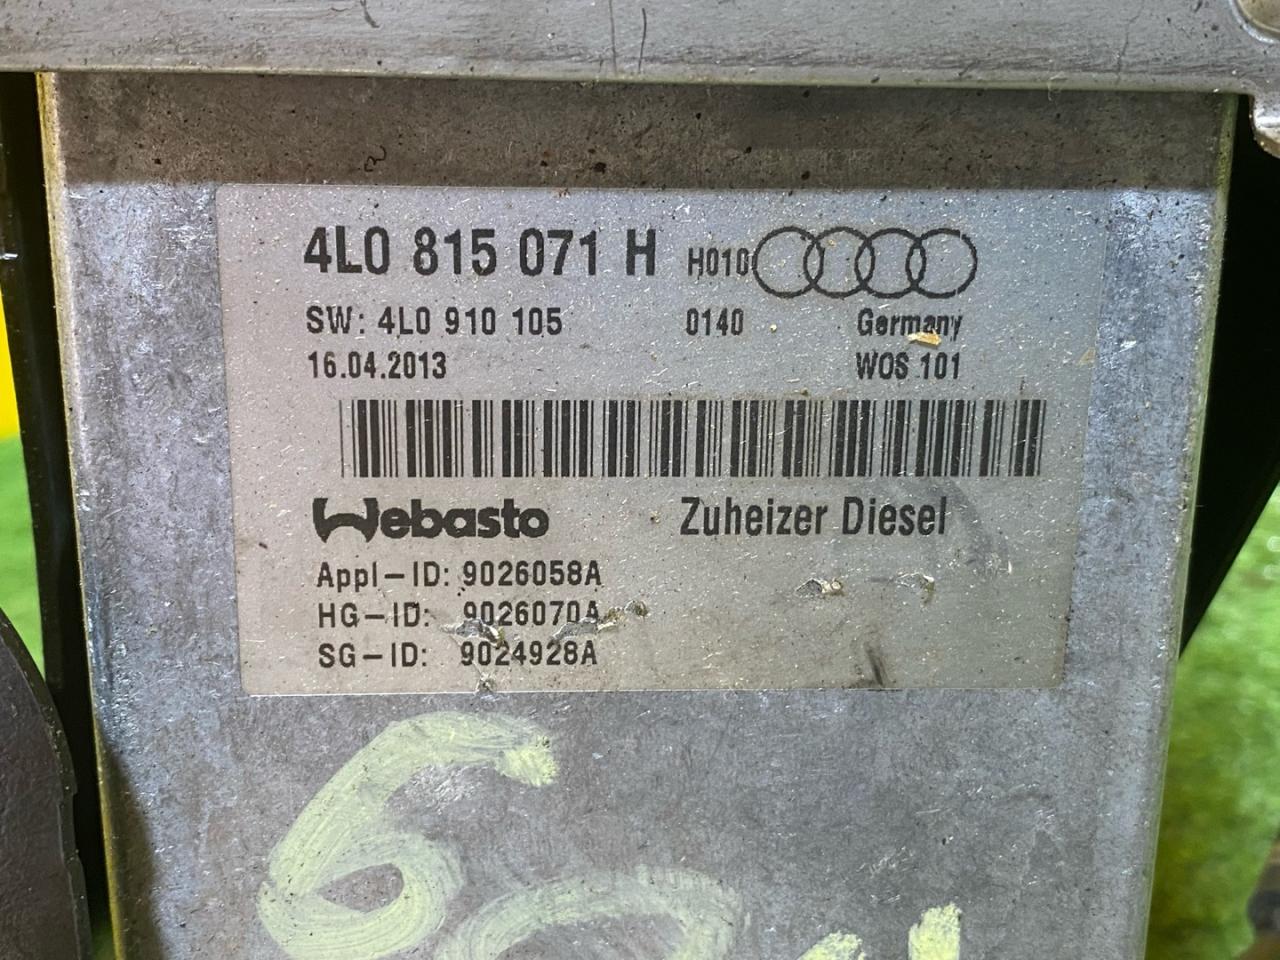 4L0 815 071 H H010
SW: 4L0 910 105 0140 Germany
16.04.2013 WOS 101
Webasto Zuheizer Diesel
Appl-ID: 9026058A
HG-ID: 9026070A
SG-ID: 9024928A